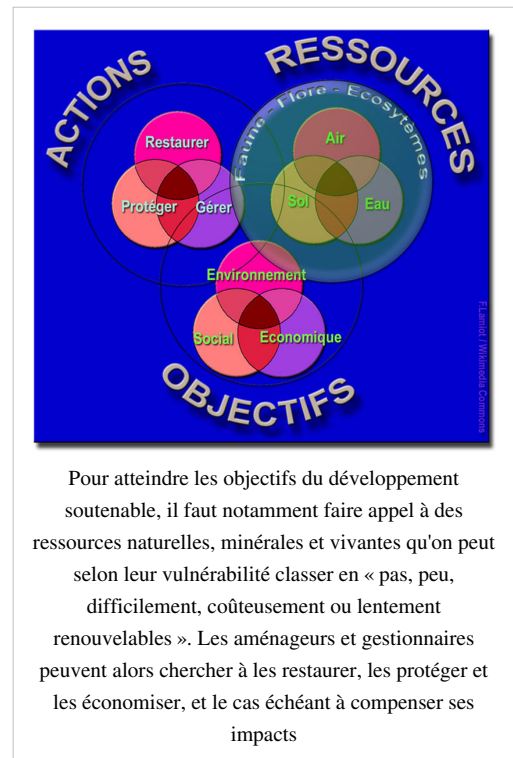 ACTIONS
RESSOURCES
Faune - Flore - Ecosytèmes
Restaurer
Air
Protéger
Gérer
Sol
Eau
Environnement
Social
Economique
OBJECTIFS
F.Lamiot / Wikimedia Commons
Pour atteindre les objectifs du développement
soutenable, il faut notamment faire appel à des
ressources naturelles, minérales et vivantes qu'on peut
selon leur vulnérabilité classer en « pas, peu,
difficilement, coûteusement ou lentement
renouvelables ». Les aménageurs et gestionnaires
peuvent alors chercher à les restaurer, les protéger et
les économiser, et le cas échéant à compenser ses
impacts